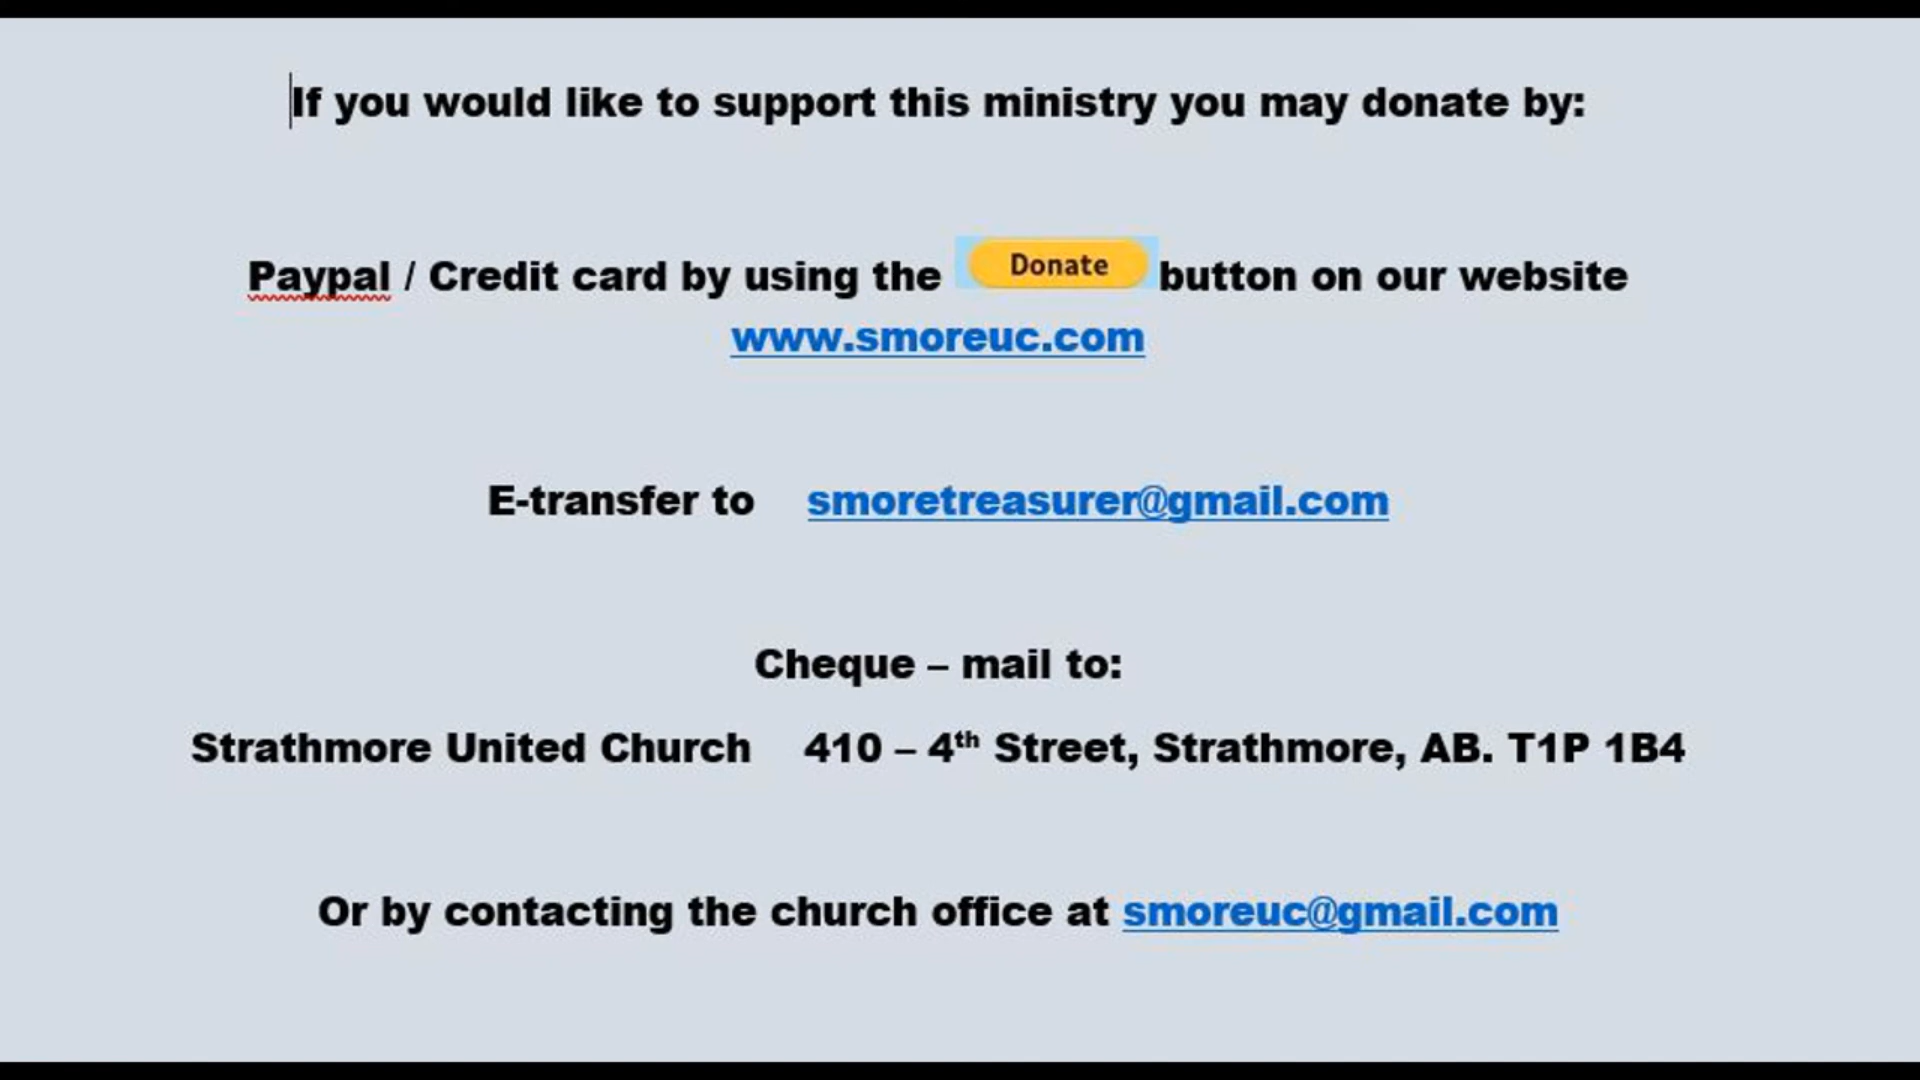 If you would like to support this ministry you may donate by:
Paypal / Credit card by using the Donate button on our website
www.smoreuc.com
E-transfer to smoretreasurer@gmail.com
Cheque – mail to:
Strathmore United Church 410 – 4th Street, Strathmore, AB. T1P 1B4
Or by contacting the church office at smoreuc@gmail.com